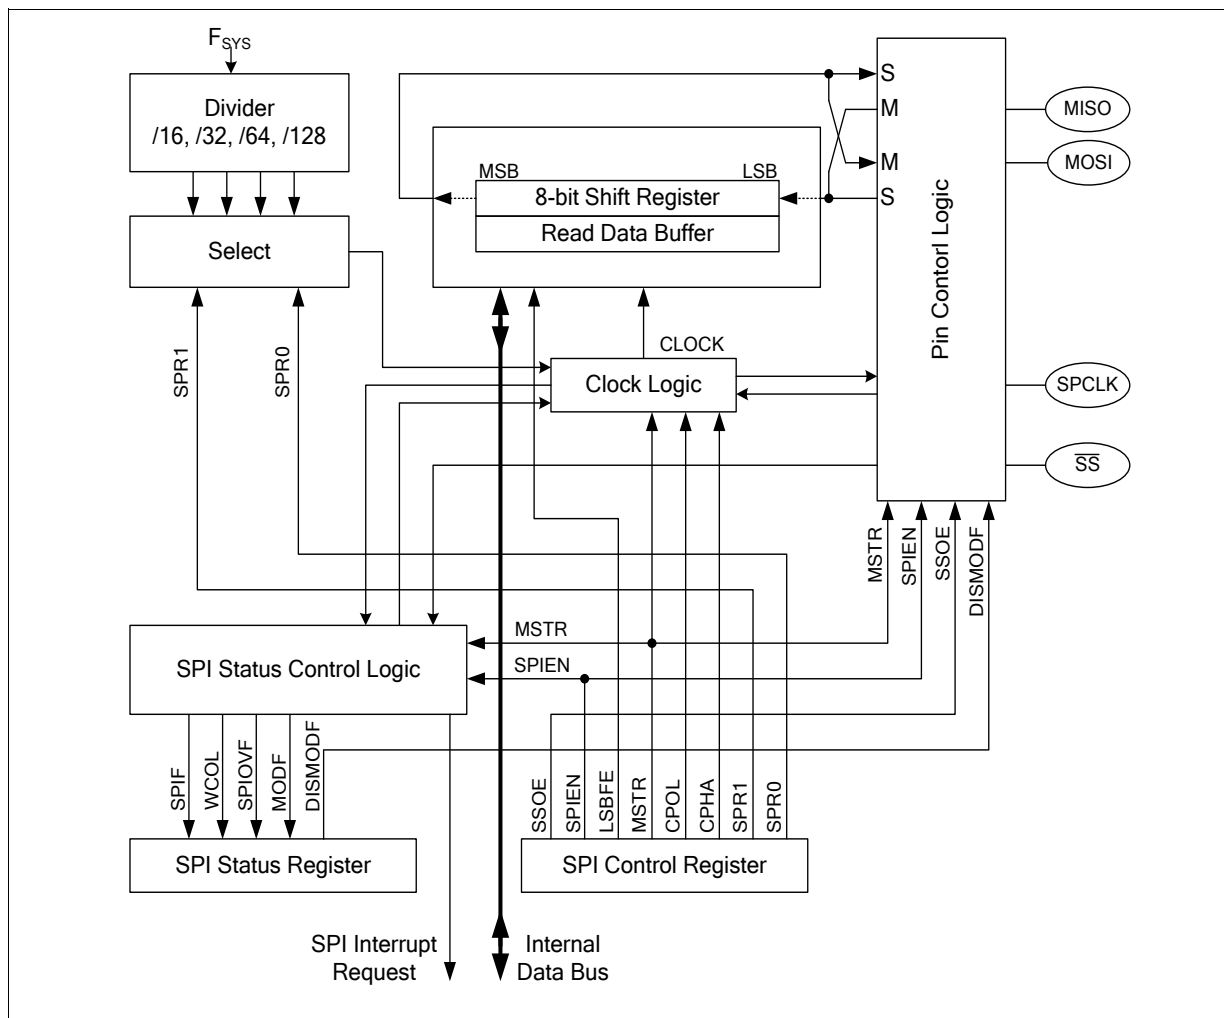 FSYS
Divider
/16, /32, /64, /128
Select
MSB
LSB
8-bit Shift Register
Read Data Buffer
S
M
M
S
Pin Contorl Logic
MISO
MOSI
SPCLK
SS
CLOCK
Clock Logic
SPR1
SPR0
MSTR
SPIEN
SSOE
DISMODF
SPI Status Control Logic
MSTR
SPIEN
SPIF
WCOL
SPIOVF
MODF
DISMODF
SSOE
SPIEN
LSBFE
MSTR
CPOL
CPHA
SPR1
SPR0
SPI Status Register
SPI Control Register
SPI Interrupt
Request
Internal
Data Bus